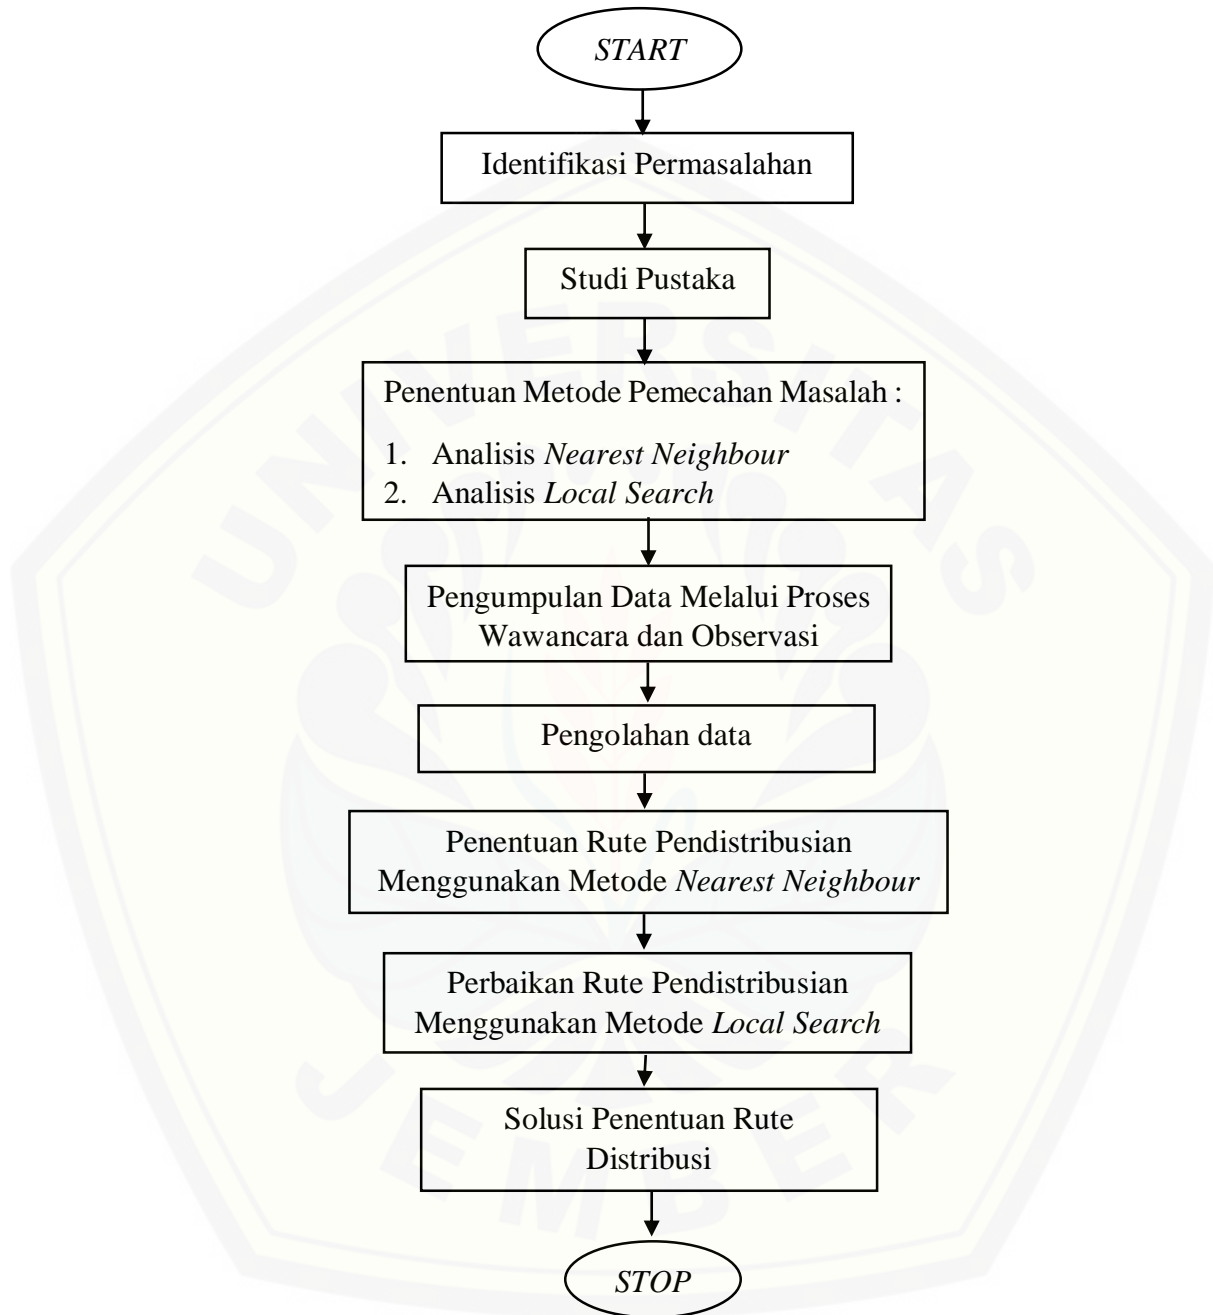 START
Identifikasi Permasalahan
Studi Pustaka
Penentuan Metode Pemecahan Masalah :
1. Analisis Nearest Neighbour
2. Analisis Local Search
Pengumpulan Data Melalui Proses
Wawancara dan Observasi
Pengolahan data
Penentuan Rute Pendistribusian
Menggunakan Metode Nearest Neighbour
Perbaikan Rute Pendistribusian
Menggunakan Metode Local Search
Solusi Penentuan Rute
Distribusi
STOP
UNIVERSITAS
JEMBER